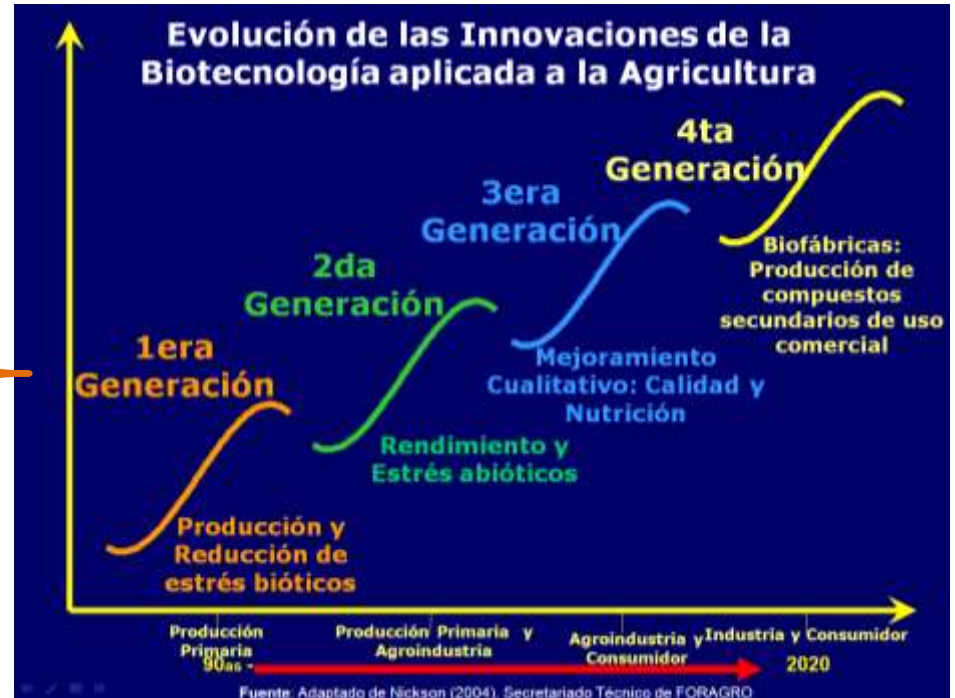 Evolución de las Innovaciones de la
Biotecnología aplicada a la Agricultura
4ta
Generación
3era
Generación
Biofábricas:
Producción de
compuestos
secundarios de uso
comercial
2da
Generación
1era
Generación
Mejoramiento
Cualitativo: Calidad y
Nutrición
Rendimiento y
Estrés abióticos
Producción y
Reducción de
estrés bióticos
Producción
Primaria
Producción Primaria y
Agroindustria
Agroindustria y
Consumidor
Industria y Consumidor
90as
2020
Fuente: Adaptado de Nickson (2004). Secretariado Técnico de FORAGRO